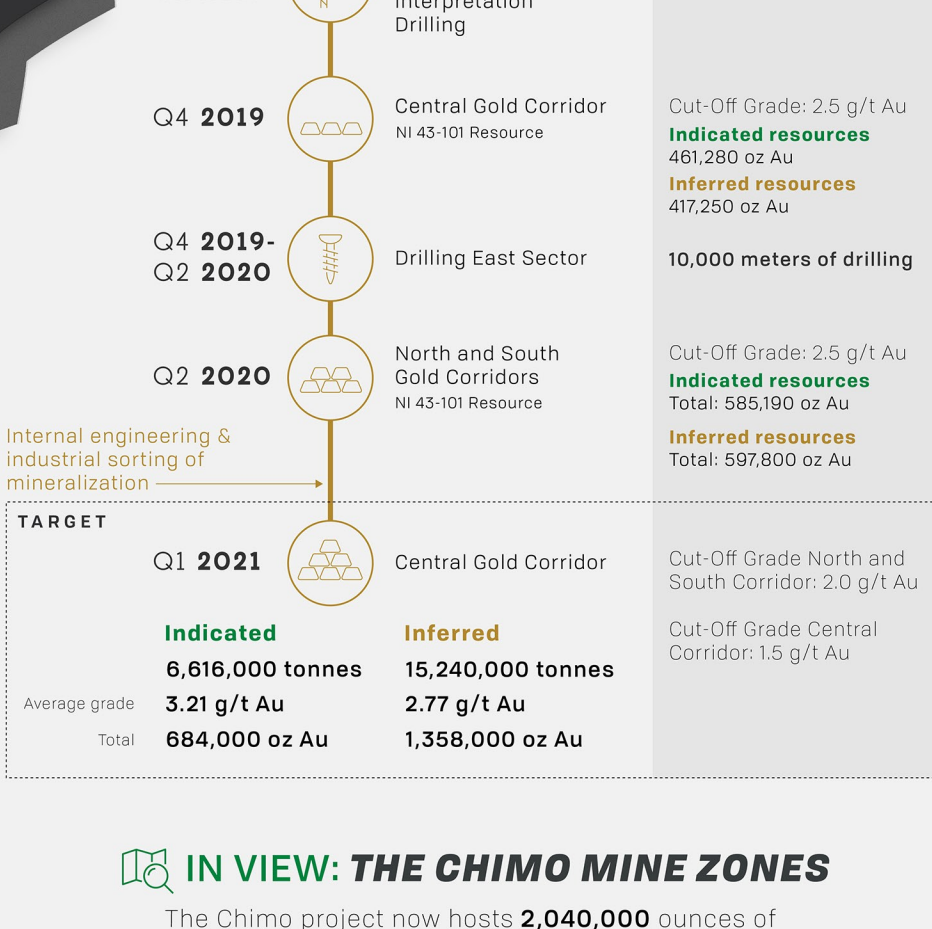 N
Interpretation
Drilling
Q4 2019
Central Gold Corridor
NI 43-101 Resource
Cut-Off Grade: 2.5 g/t Au
Indicated resources
461,280 oz Au
Inferred resources
417,250 oz Au
Q4 2019-
Q2 2020
Drilling East Sector
10,000 meters of drilling
Q2 2020
North and South
Gold Corridors
NI 43-101 Resource
Cut-Off Grade: 2.5 g/t Au
Indicated resources
Total: 585,190 oz Au
Inferred resources
Total: 597,800 oz Au
Internal engineering &
industrial sorting of
mineralization
TARGET
Q1 2021
Central Gold Corridor
Cut-Off Grade North and
South Corridor: 2.0 g/t Au
Cut-Off Grade Central
Corridor: 1.5 g/t Au
Indicated Inferred
6,616,000 tonnes 15,240,000 tonnes
Average grade 3.21 g/t Au 2.77 g/t Au
Total 684,000 oz Au 1,358,000 oz Au
IN VIEW: THE CHIMO MINE ZONES
The Chimo project now hosts 2,040,000 ounces of